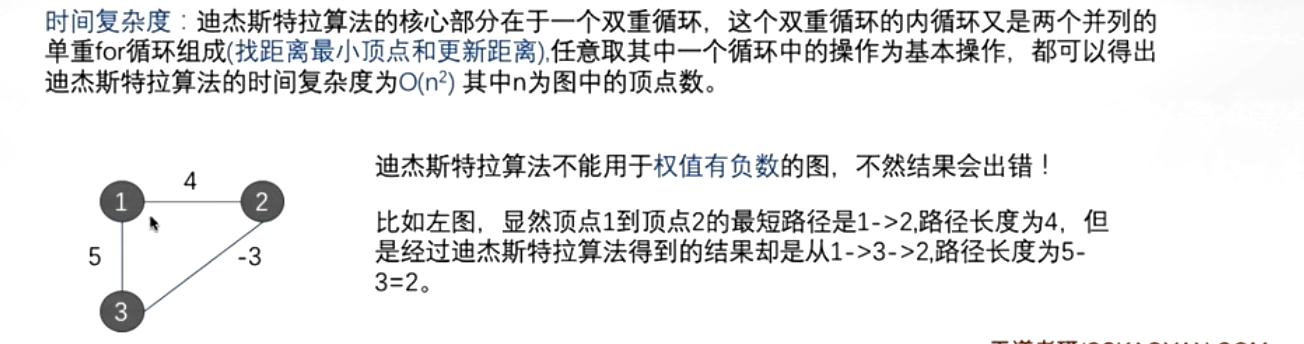 时间复杂度：迪杰斯特拉算法的核心部分在于一个双重循环，这个双重循环的内循环又是两个并列的
单重for循环组成(找距离最小顶点和更新距离),任意取其中一个循环中的操作为基本操作，都可以得出
迪杰斯特拉算法的时间复杂度为O(n²) 其中n为图中的顶点数。
迪杰斯特拉算法不能用于权值有负数的图，不然结果会出错！
比如左图，显然顶点1到顶点2的最短路径是1->2,路径长度为4，但
是经过迪杰斯特拉算法得到的结果却是从1->3->2,路径长度为5-
3=2。
4
1
2
5
-3
3